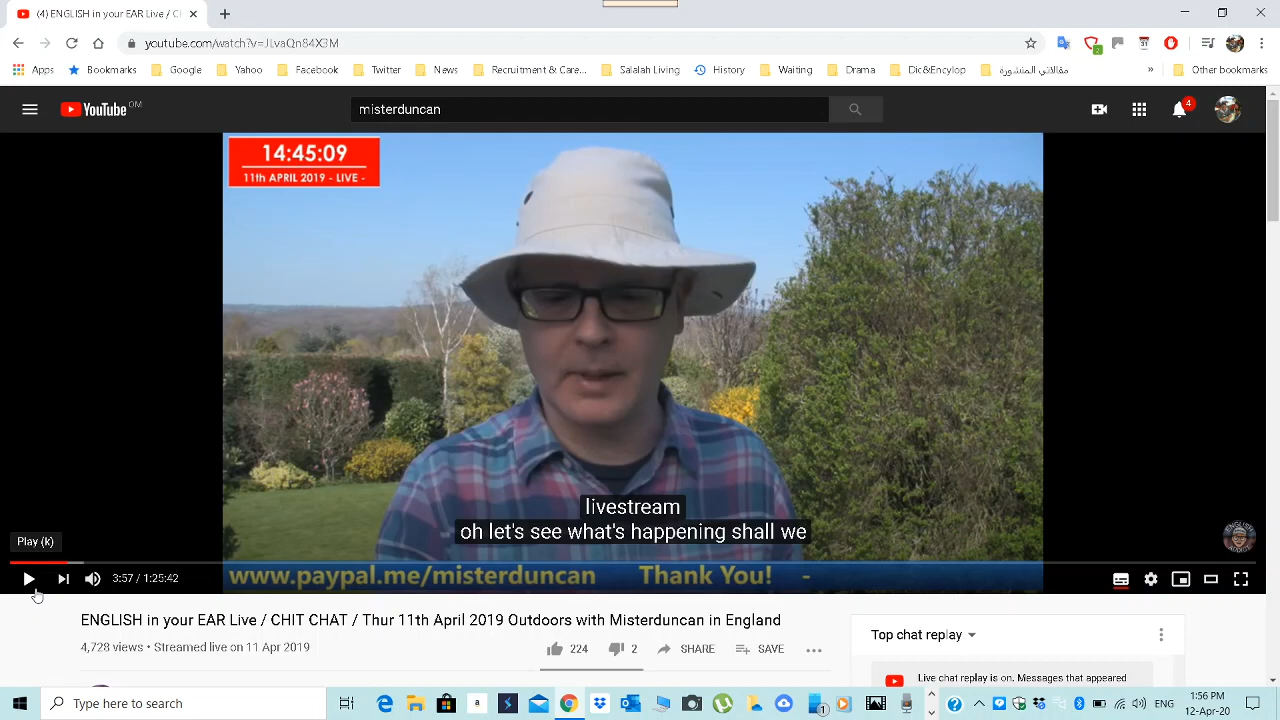 (4) ENGLISH in your EAR Live / CH
youtube.com/watch?v=JLvaQn84X3M
Apps Bookmarks Google Yahoo Facebook Twitter News Recruitment & Care... Salalah Living History Waiting Drama Dic&Encylop مقالاتي المنشورة » Other bookmarks
YouTube OM
misterduncan
4
14:45:09
11th APRIL 2019 - LIVE -
livestream
oh let's see what's happening shall we
Play (k)
www.paypal.me/misterduncan Thank You! -
3:57 / 1:25:42
ENGLISH in your EAR Live / CHIT CHAT / Thur 11th April 2019 Outdoors with Misterduncan in England
4,728 views • Streamed live on 11 Apr 2019
224 2 SHARE SAVE
Top chat replay
Live chat replay is on. Messages that appeared
Type here to search
ENG
1:56 PM
12-Apr-20